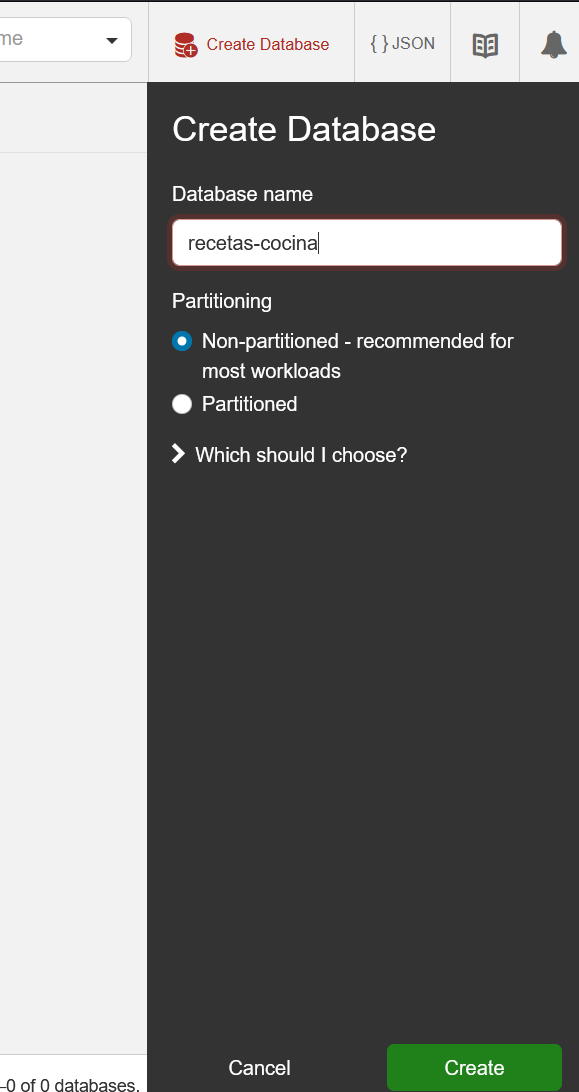 me
Create Database
{ } JSON
Create Database
Database name
recetas-cocina
Partitioning
Non-partitioned - recommended for
most workloads
Partitioned
Which should I choose?
Cancel
Create
–0 of 0 databases.